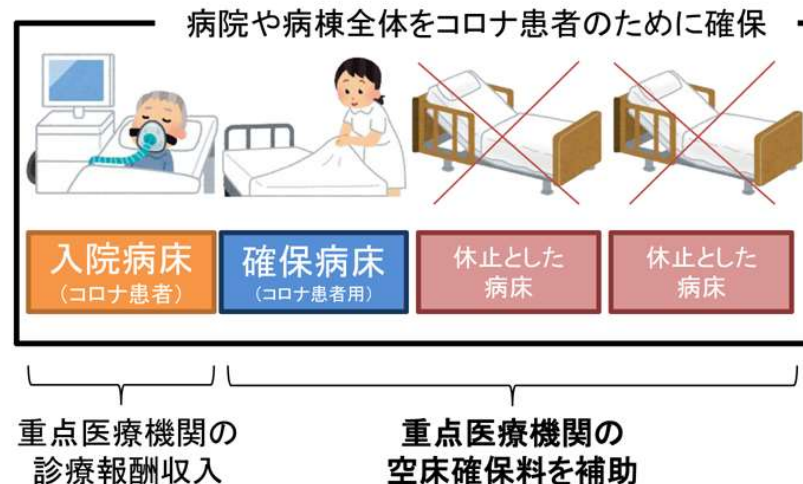 病院や病棟全体をコロナ患者のために確保
入院病床
(コロナ患者)
確保病床
(コロナ患者用)
休止とした
病床
休止とした
病床
重点医療機関の
診療報酬収入
重点医療機関の
空床確保料を補助